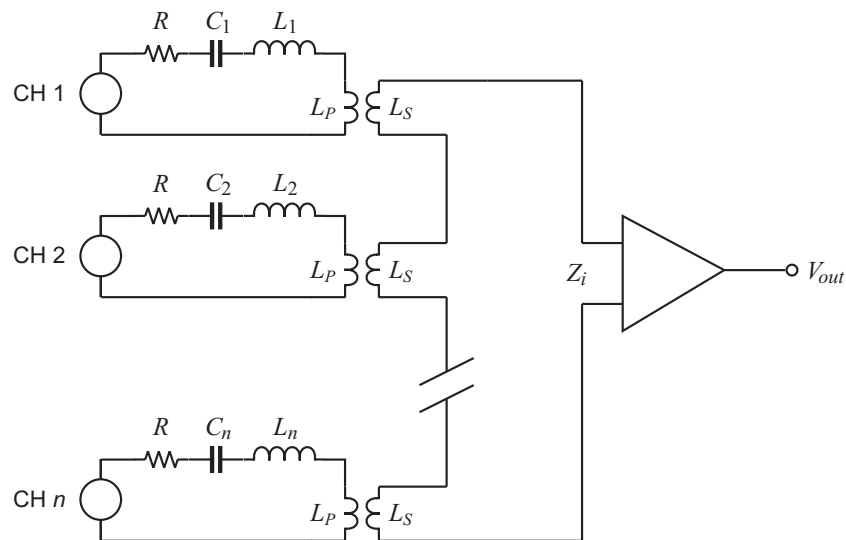 R C1 L1
CH 1
LP LS
R C2 L2
CH 2
LP LS
Zi
Vout
R Cn Ln
CH n
LP LS